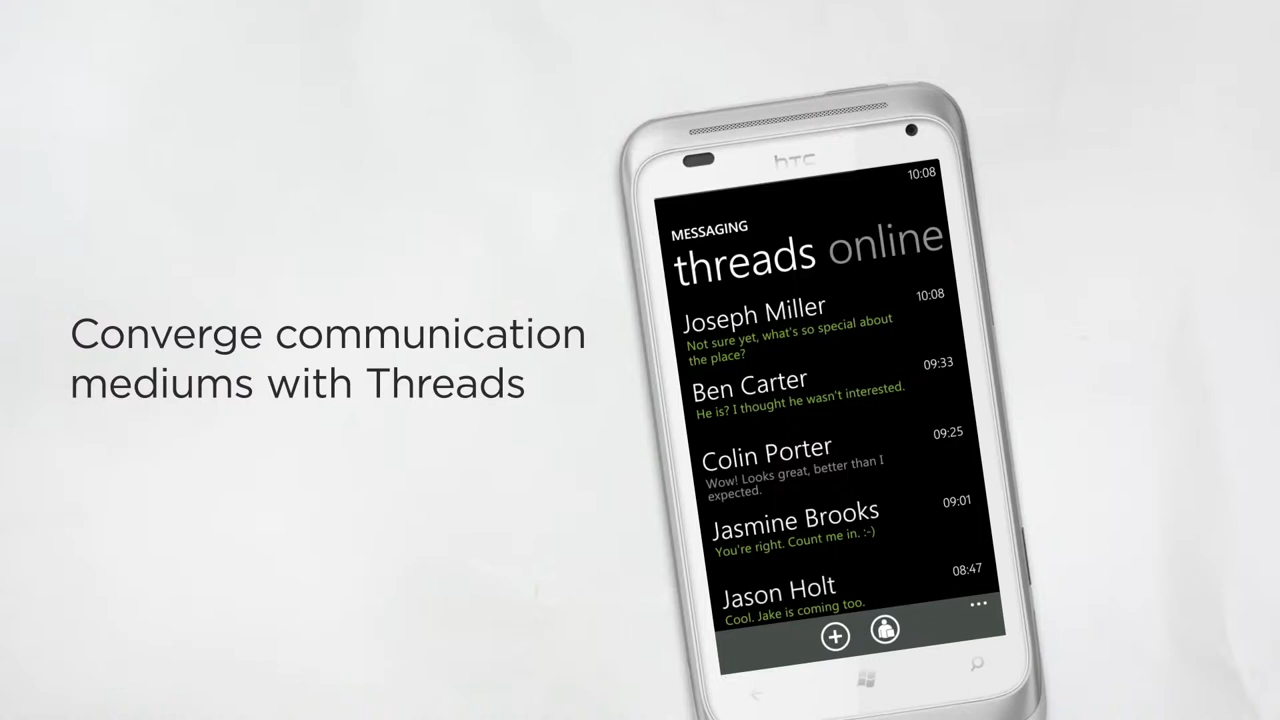 Converge communication
mediums with Threads
hTC
10:08
MESSAGING
threads online
Joseph Miller 10:08
Not sure yet, what's so special about
the place?
Ben Carter 09:33
He is? I thought he wasn't interested.
Colin Porter 09:25
Wow! Looks great, better than I
expected.
Jasmine Brooks 09:01
You're right. Count me in. :-)
Jason Holt 08:47
Cool. Jake is coming too.